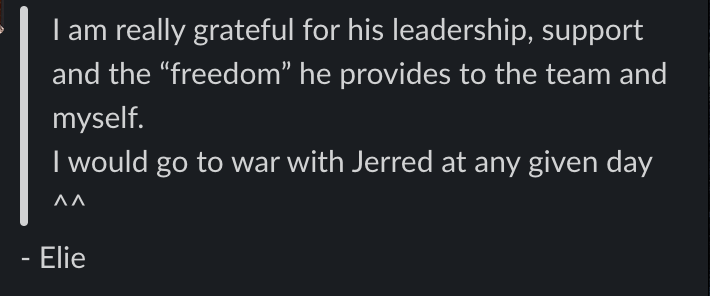 I am really grateful for his leadership, support
and the “freedom” he provides to the team and
myself.
I would go to war with Jerred at any given day
^^
- Elie